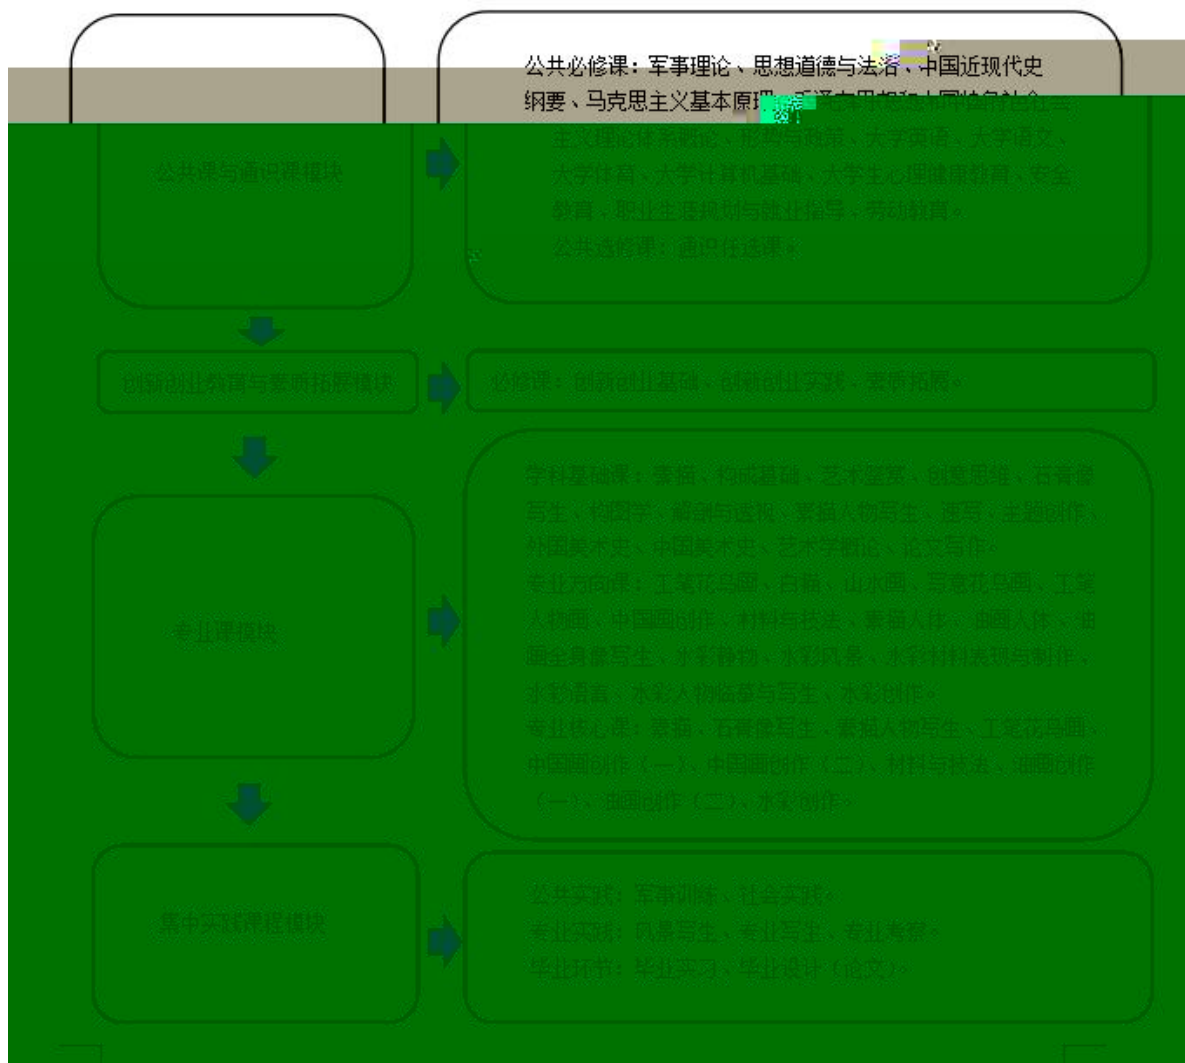 公共必修课：军事理论、思想道德与法治、中国近现代史
纲要、马克思主义基本原理
主义理论体系概论、形势与政策、大学英语、大学语文、
公共课与通识课模块
大学体育、大学计算机基础、大学生心理健康教育、安全
教育、职业生涯规划与就业指导、劳动教育。
公共选修课：通识任选课。
创新创业教育与素质拓展模块
必修课：创新创业基础、创新创业实践、素质拓展。
学科基础课：素描、构成基础、艺术鉴赏、创意思维、石膏像
写生、构图学、解剖与透视、素描人物写生、速写、主题创作、
外国美术史、中国美术史、艺术学概论、论文写作。
专业方向课：工笔花鸟画、白描、山水画、写意花鸟画、工笔
人物画、中国画创作、材料与技法、素描人体、油画人体、油
画全身像写生、水彩静物、水彩风景、水彩材料表现与制作、
水彩语言、水彩人物临摹与写生、水彩创作。
专业课模块
专业核心课：素描、石膏像写生、素描人物写生、工笔花鸟画、
中国画创作（一）、中国画创作（二）、材料与技法、油画创作
（一）、油画创作（二）、水彩创作。
集中实践课程模块
公共实践：军事训练、社会实践。
专业实践：风景写生、专业写生、专业考察。
毕业环节：毕业实习、毕业设计（论文）。